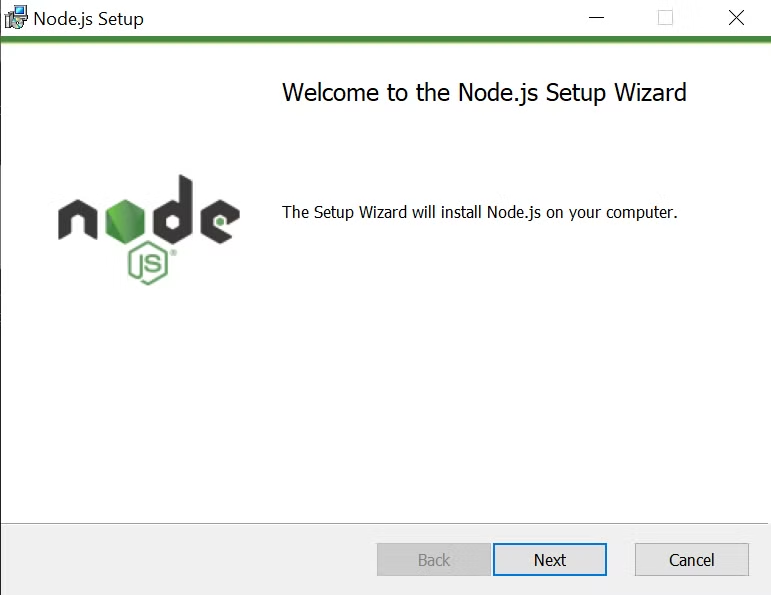 Node.js Setup
Welcome to the Node.js Setup Wizard
node
JS®
The Setup Wizard will install Node.js on your computer.
Back
Next
Cancel